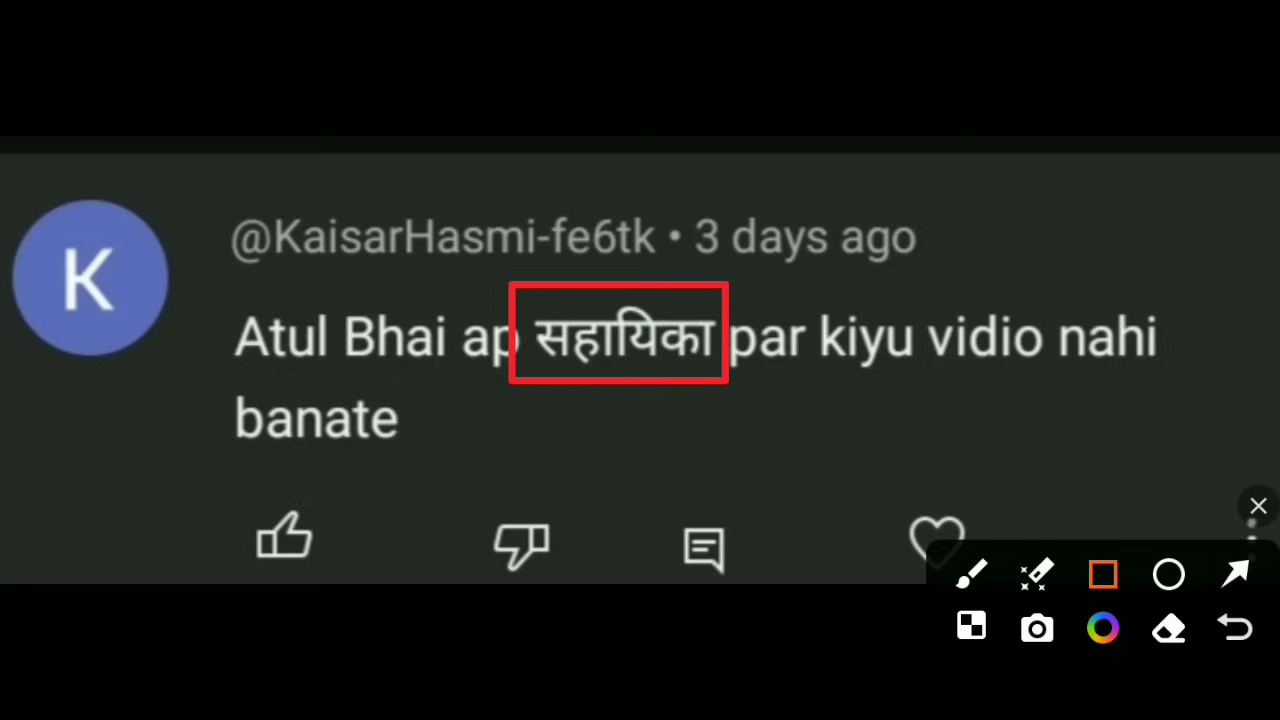 K
@KaisarHasmi-fe6tk • 3 days ago
Atul Bhai ap सहायिका par kiyu vidio nahi
banate